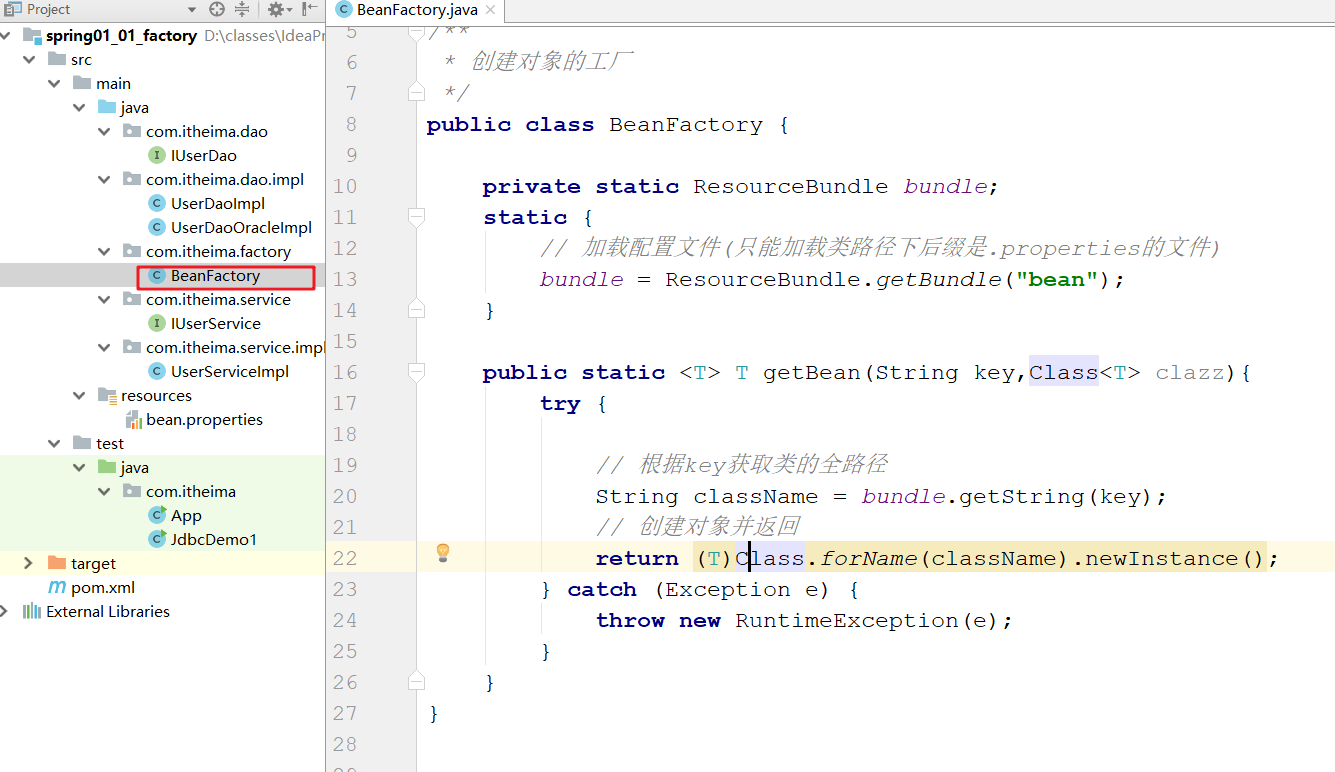 Project
BeanFactory.java
spring01_01_factory D:\classes\IdeaPr
src
main
java
com.itheima.dao
IUserDao
com.itheima.dao.impl
UserDaoImpl
UserDaoOracleImpl
com.itheima.factory
BeanFactory
com.itheima.service
IUserService
com.itheima.service.impl
UserServiceImpl
resources
bean.properties
test
java
com.itheima
App
JdbcDemo1
target
pom.xml
External Libraries
5 /**
6 * 创建对象的工厂
7 */
8 public class BeanFactory {
9
10 private static ResourceBundle bundle;
11 static {
12 // 加载配置文件(只能加载类路径下后缀是.properties的文件)
13 bundle = ResourceBundle.getBundle("bean");
14 }
15
16 public static <T> T getBean(String key,Class<T> clazz){
17 try {
18
19 // 根据key获取类的全路径
20 String className = bundle.getString(key);
21 // 创建对象并返回
22 return (T)Class.forName(className).newInstance();
23 } catch (Exception e) {
24 throw new RuntimeException(e);
25 }
26 }
27 }
28